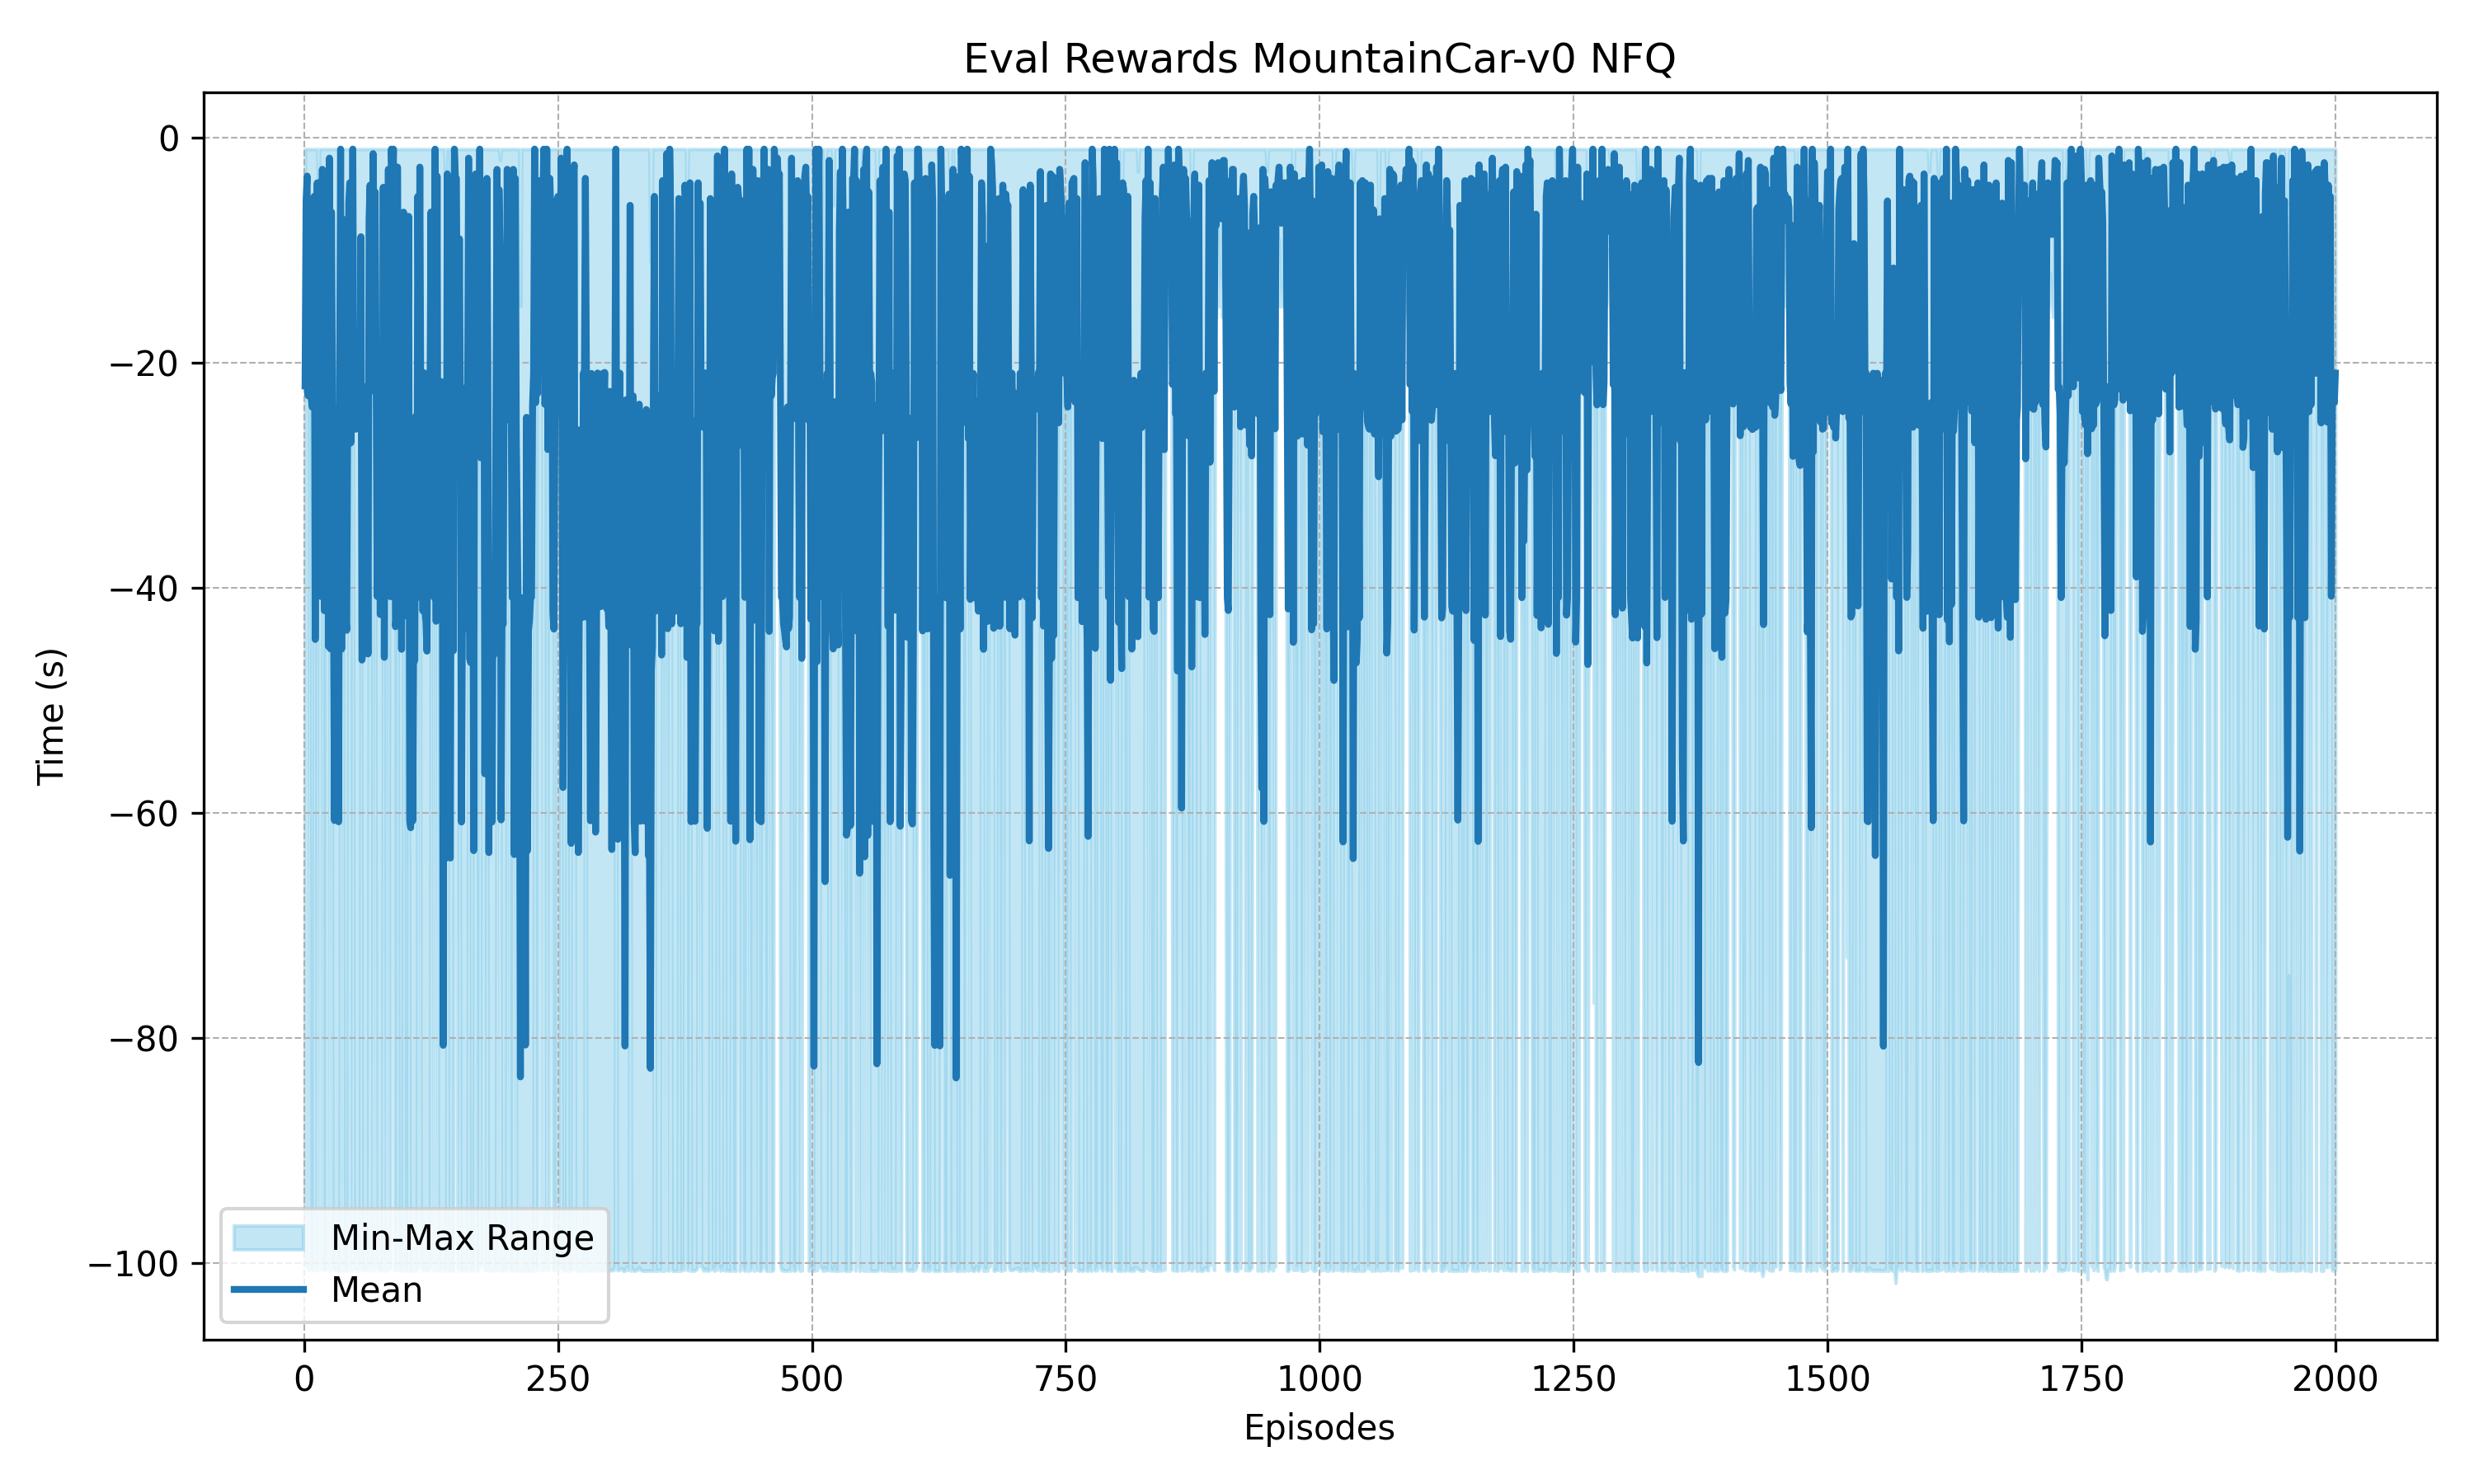 Eval Rewards MountainCar-v0 NFQ
0
−20
−40
−60
−80
−100
Time (s)
Min-Max Range
Mean
0 250 500 750 1000 1250 1500 1750 2000
Episodes